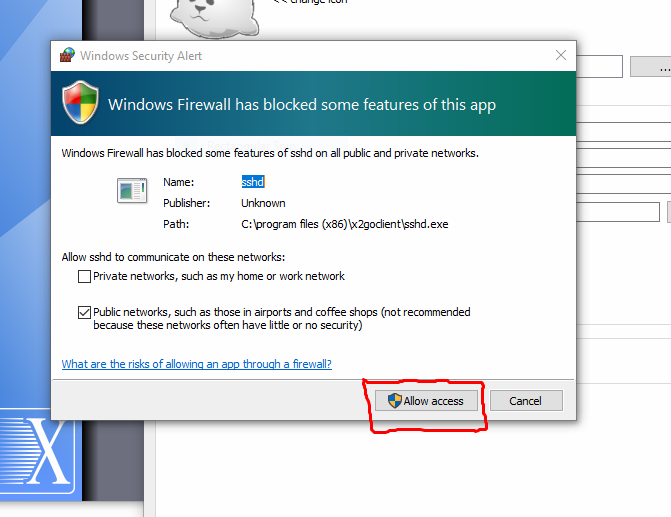 << change icon
Windows Security Alert
...
Windows Firewall has blocked some features of this app
Windows Firewall has blocked some features of sshd on all public and private networks.
Name: sshd
Publisher: Unknown
Path: C:\program files (x86)\x2goclient\sshd.exe
Allow sshd to communicate on these networks:
Private networks, such as my home or work network
Public networks, such as those in airports and coffee shops (not recommended
because these networks often have little or no security)
What are the risks of allowing an app through a firewall?
Allow access Cancel
X